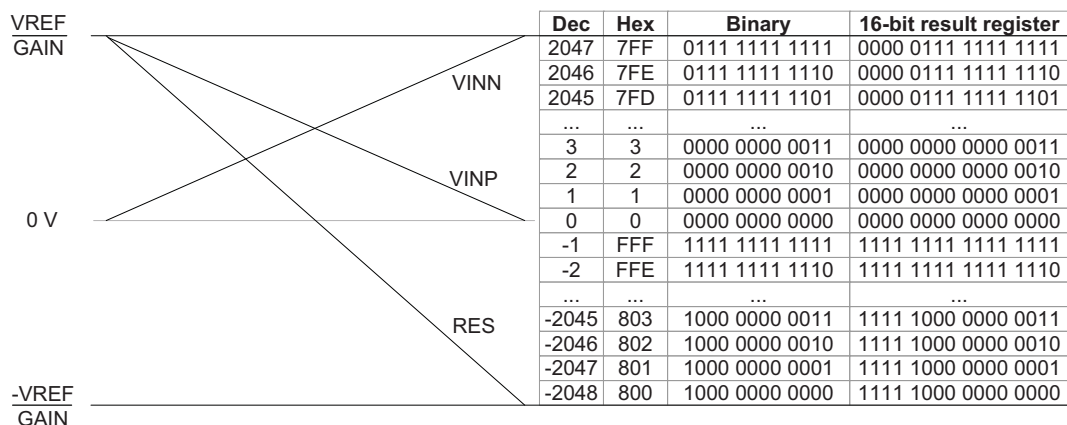 VREF
GAIN
VINN
VINP
0 V
RES
-VREF
GAIN
Dec Hex Binary 16-bit result register
2047 7FF 0111 1111 1111 0000 0111 1111 1111
2046 7FE 0111 1111 1110 0000 0111 1111 1110
2045 7FD 0111 1111 1101 0000 0111 1111 1101
... ... ... ...
3 3 0000 0000 0011 0000 0000 0000 0011
2 2 0000 0000 0010 0000 0000 0000 0010
1 1 0000 0000 0001 0000 0000 0000 0001
0 0 0000 0000 0000 0000 0000 0000 0000
-1 FFF 1111 1111 1111 1111 1111 1111 1111
-2 FFE 1111 1111 1110 1111 1111 1111 1110
... ... ... ...
-2045 803 1000 0000 0011 1111 1000 0000 0011
-2046 802 1000 0000 0010 1111 1000 0000 0010
-2047 801 1000 0000 0001 1111 1000 0000 0001
-2048 800 1000 0000 0000 1111 1000 0000 0000